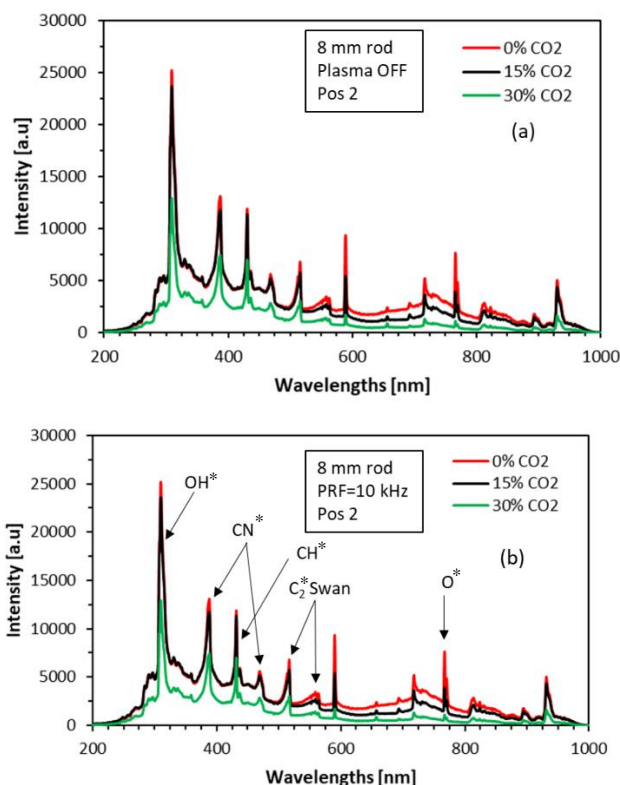 30000
25000
20000
15000
10000
5000
0
Intensity [a.u]
8 mm rod
Plasma OFF
Pos 2
0% CO2
15% CO2
30% CO2
(a)
200 400 600 800 1000
Wavelengths [nm]
30000
25000
20000
15000
10000
5000
0
Intensity [a.u]
8 mm rod
PRF=10 kHz
Pos 2
0% CO2
15% CO2
30% CO2
(b)
OH*
CN*
CH*
C₂* Swan
O*
200 400 600 800 1000
Wavelengths [nm]